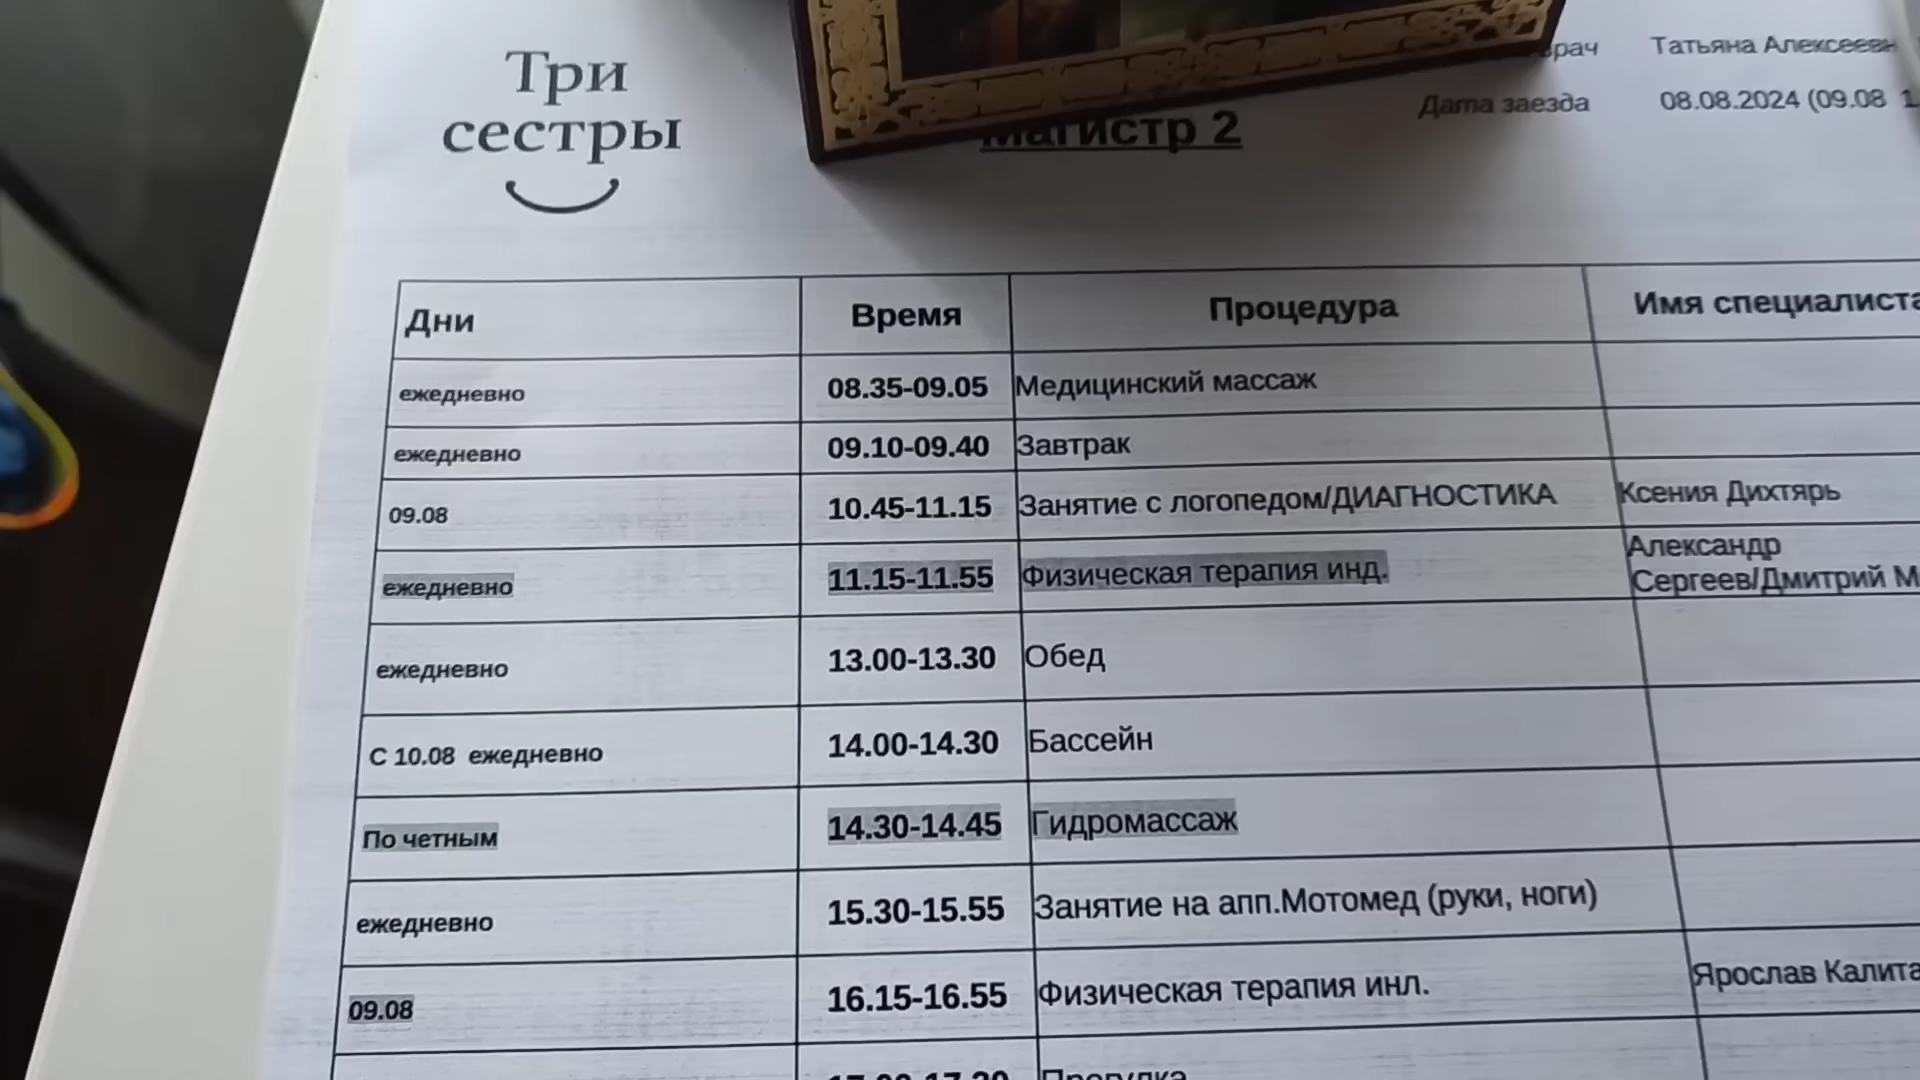 Три
сестры
врач Татьяна Алексеевн
Дата заезда 08.08.2024 (09.08
Магистр 2
Дни Время Процедура Имя специалиста
ежедневно 08.35-09.05 Медицинский массаж
ежедневно 09.10-09.40 Завтрак
09.08 10.45-11.15 Занятие с логопедом/ДИАГНОСТИКА Ксения Дихтярь
ежедневно 11.15-11.55 Физическая терапия инд. Александр
Сергеев/Дмитрий М
ежедневно 13.00-13.30 Обед
С 10.08 ежедневно 14.00-14.30 Бассейн
По четным 14.30-14.45 Гидромассаж
ежедневно 15.30-15.55 Занятие на апп.Мотомед (руки, ноги)
09.08 16.15-16.55 Физическая терапия инл. Ярослав Калита
Прогулка